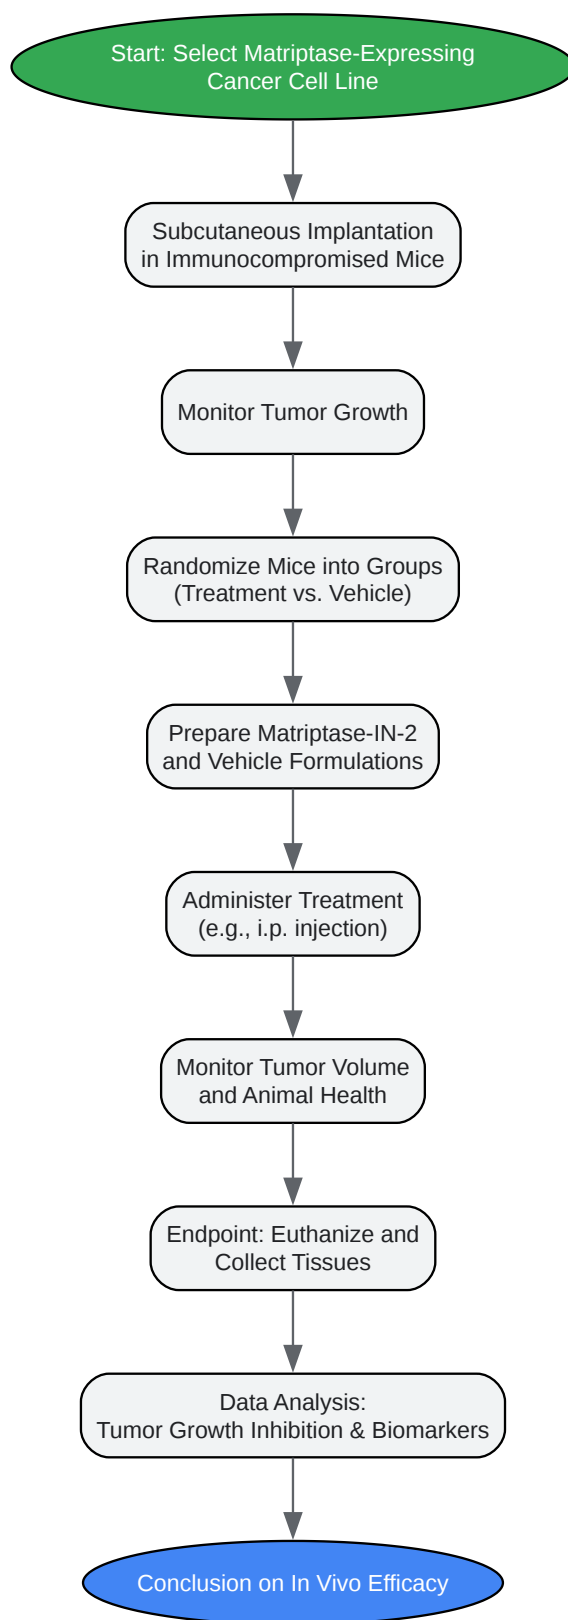 Start: Select Matriptase-Expressing
Cancer Cell Line
Subcutaneous Implantation
in Immunocompromised Mice
Monitor Tumor Growth
Randomize Mice into Groups
(Treatment vs. Vehicle)
Prepare Matriptase-IN-2
and Vehicle Formulations
Administer Treatment
(e.g., i.p. injection)
Monitor Tumor Volume
and Animal Health
Endpoint: Euthanize and
Collect Tissues
Data Analysis:
Tumor Growth Inhibition & Biomarkers
Conclusion on In Vivo Efficacy